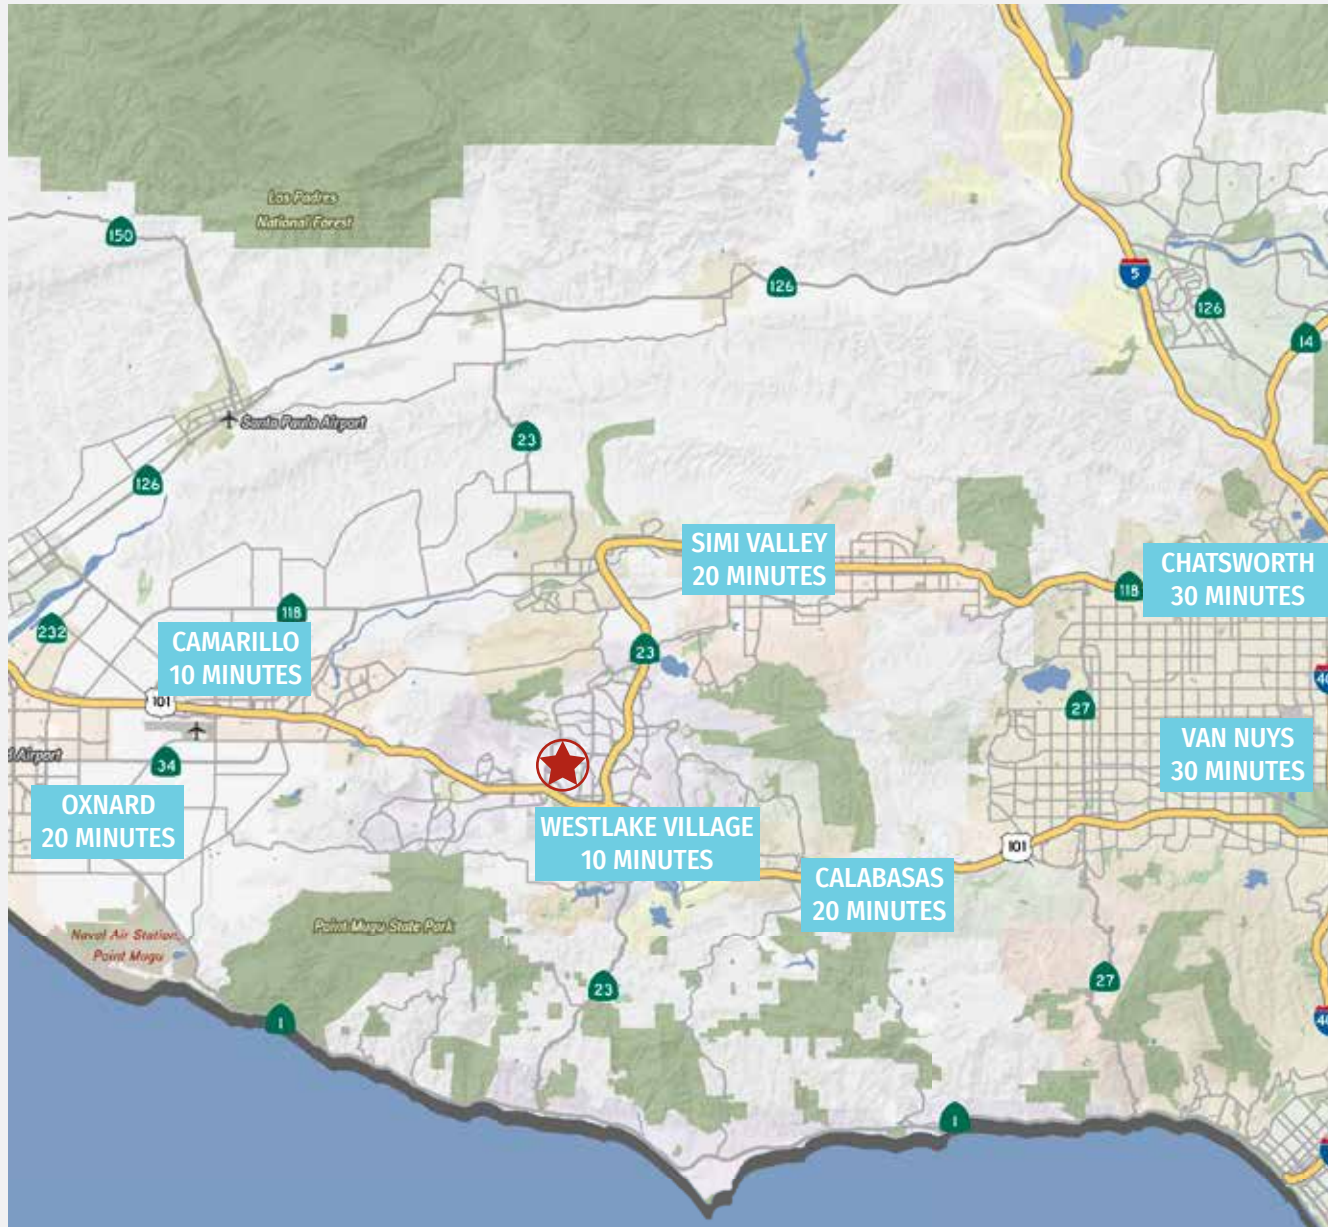 Los Padres
National Forest
150
5
126
126
14
Santa Paula Airport
23
126
SIMI VALLEY
20 MINUTES
CHATSWORTH
30 MINUTES
118
118
232
CAMARILLO
10 MINUTES
23
101
27
VAN NUYS
30 MINUTES
Airport
34
OXNARD
20 MINUTES
WESTLAKE VILLAGE
10 MINUTES
101
CALABASAS
20 MINUTES
Point Mugu State Park
Naval Air Station,
Point Mugu
23
27
1
1